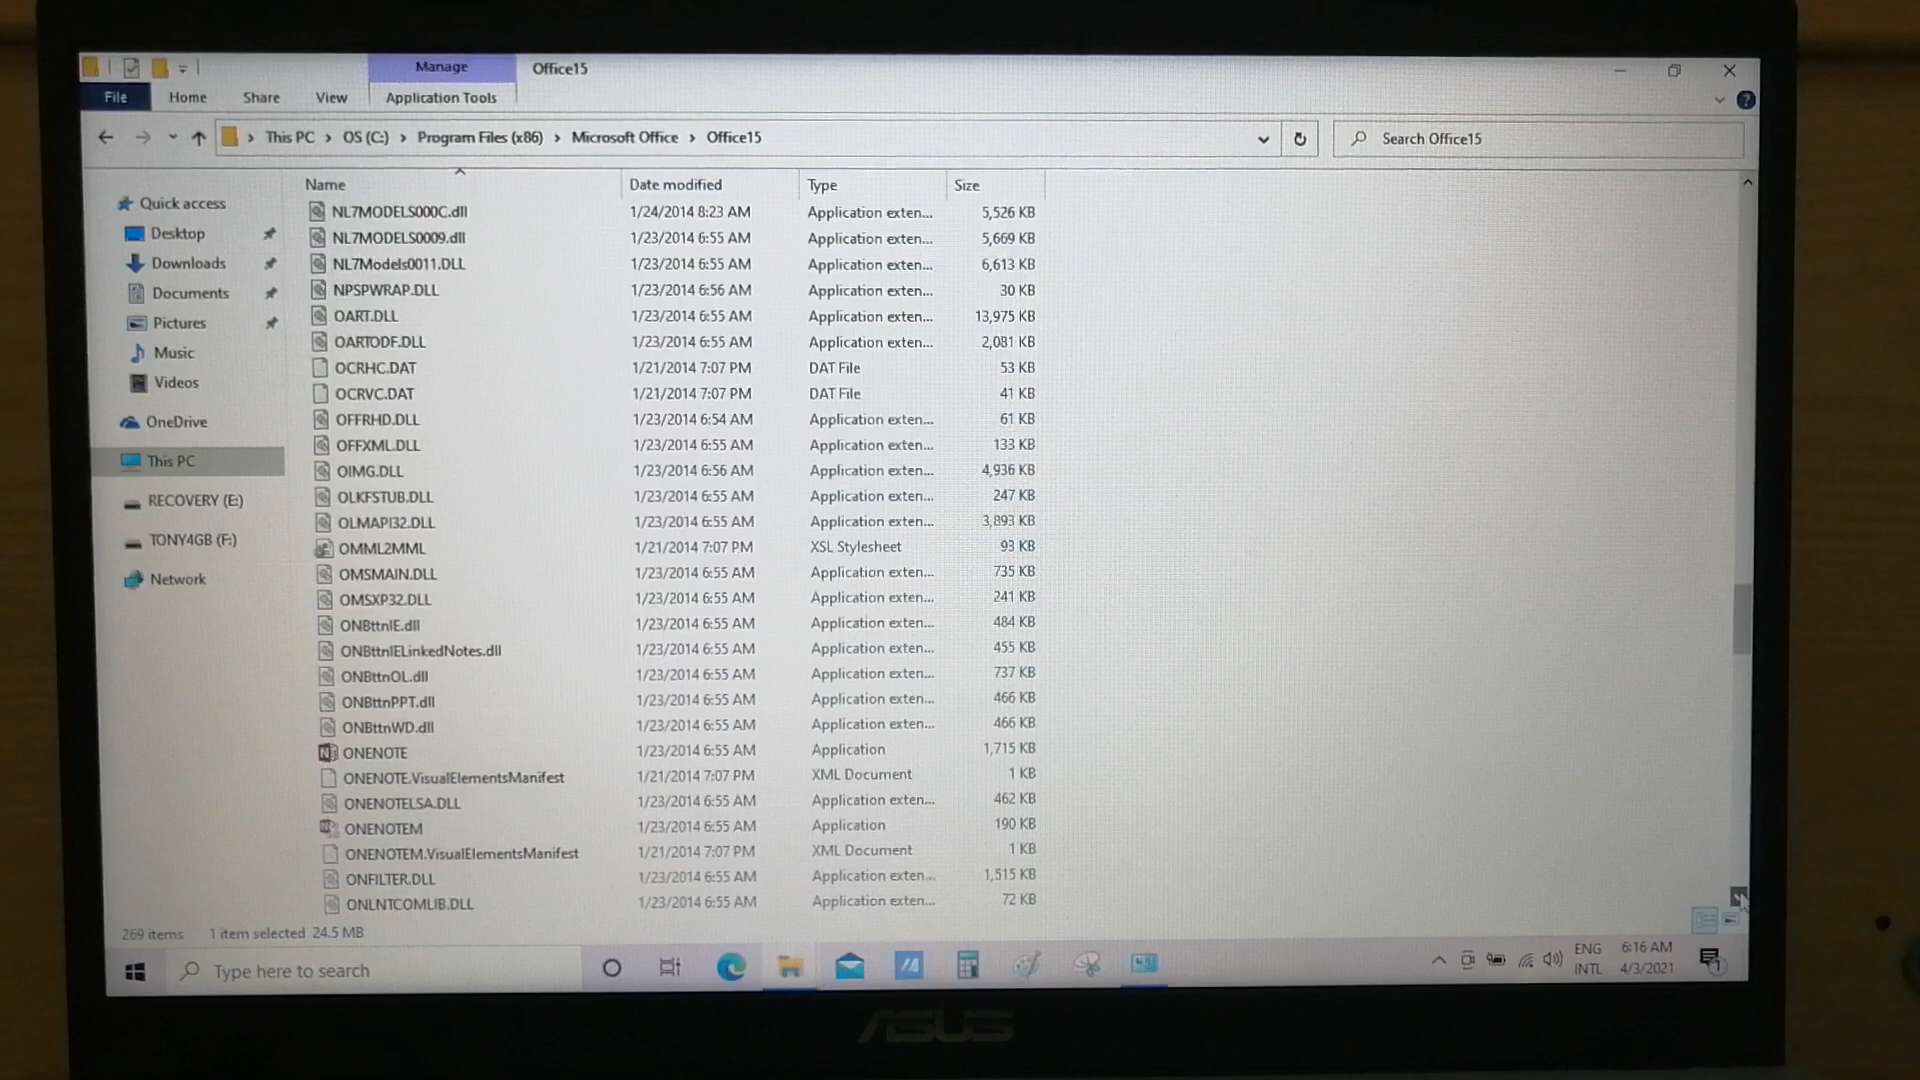 Manage Office15
File Home Share View Application Tools
This PC OS (C:) Program Files (x86) Microsoft Office Office15 Search Office15
Name Date modified Type Size
Quick access
Desktop
Downloads
Documents
Pictures
Music
Videos
OneDrive
This PC
RECOVERY (E:)
TONY4GB (F:)
Network
NL7MODELS000C.dll 1/24/2014 8:23 AM Application exten... 5,526 KB
NL7MODELS0009.dll 1/23/2014 6:55 AM Application exten... 5,669 KB
NL7Models0011.DLL 1/23/2014 6:55 AM Application exten... 6,613 KB
NPSPWRAP.DLL 1/23/2014 6:56 AM Application exten... 30 KB
OART.DLL 1/23/2014 6:55 AM Application exten... 13,975 KB
OARTODF.DLL 1/23/2014 6:55 AM Application exten... 2,081 KB
OCRHC.DAT 1/21/2014 7:07 PM DAT File 53 KB
OCRVC.DAT 1/21/2014 7:07 PM DAT File 41 KB
OFFRHD.DLL 1/23/2014 6:54 AM Application exten... 61 KB
OFFXML.DLL 1/23/2014 6:55 AM Application exten... 133 KB
OIMG.DLL 1/23/2014 6:56 AM Application exten... 4,936 KB
OLKFSTUB.DLL 1/23/2014 6:55 AM Application exten... 247 KB
OLMAPI32.DLL 1/23/2014 6:55 AM Application exten... 3,893 KB
OMML2MML 1/21/2014 7:07 PM XSL Stylesheet 93 KB
OMSMAIN.DLL 1/23/2014 6:55 AM Application exten... 735 KB
OMSXP32.DLL 1/23/2014 6:55 AM Application exten... 241 KB
ONBttnIE.dll 1/23/2014 6:55 AM Application exten... 484 KB
ONBttnIELinkedNotes.dll 1/23/2014 6:55 AM Application exten... 455 KB
ONBttnOL.dll 1/23/2014 6:55 AM Application exten... 737 KB
ONBttnPPT.dll 1/23/2014 6:55 AM Application exten... 466 KB
ONBttnWD.dll 1/23/2014 6:55 AM Application exten... 466 KB
ONENOTE 1/23/2014 6:55 AM Application 1,715 KB
ONENOTE.VisualElementsManifest 1/21/2014 7:07 PM XML Document 1 KB
ONENOTELSA.DLL 1/23/2014 6:55 AM Application exten... 462 KB
ONENOTEM 1/23/2014 6:55 AM Application 190 KB
ONENOTEM.VisualElementsManifest 1/21/2014 7:07 PM XML Document 1 KB
ONFILTER.DLL 1/23/2014 6:55 AM Application exten... 1,515 KB
ONLNTCOMLIB.DLL 1/23/2014 6:55 AM Application exten... 72 KB
269 items 1 item selected 24.5 MB
Type here to search ENG 6:16 AM
INTL 4/3/2021 1
ASUS